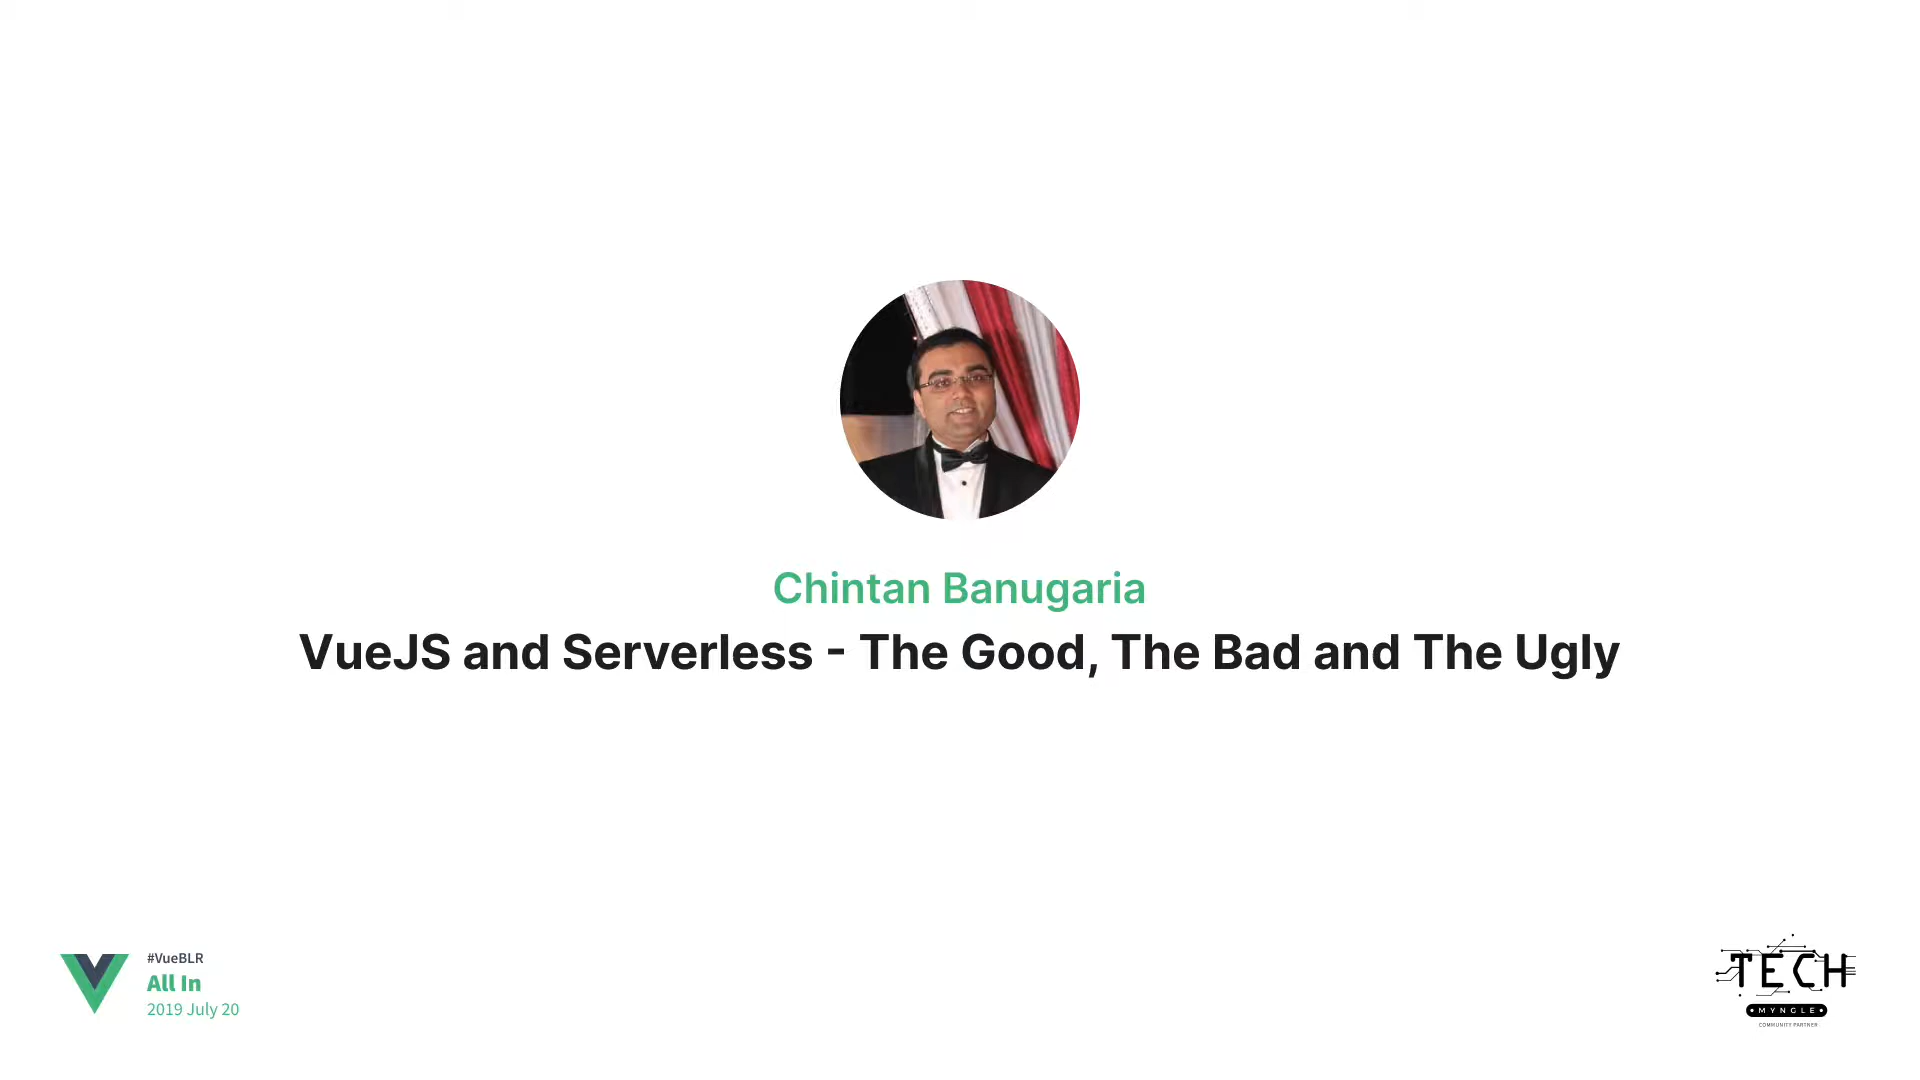 Chintan Banugaria
VueJS and Serverless - The Good, The Bad and The Ugly
#VueBLR
All In
2019 July 20
TECH
MYNGLE
COMMUNITY PARTNER